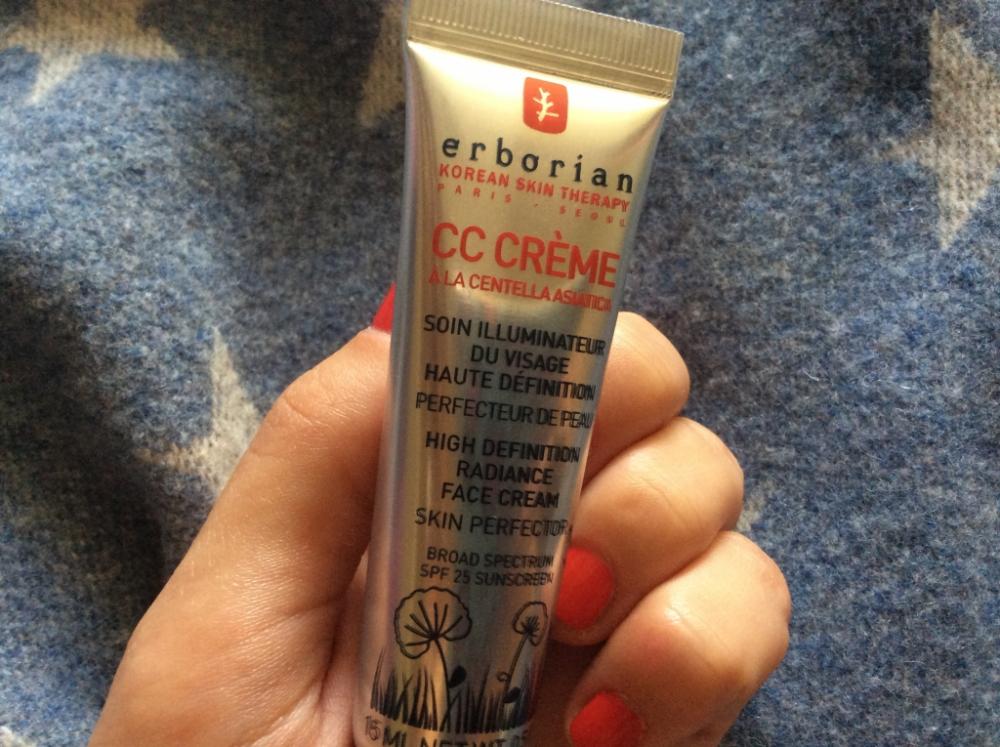 erborian
KOREAN SKIN THERAPY
PARIS - SEOUL
CC CRÈME
À LA CENTELLA ASIATICA
SOIN ILLUMINATEUR
DU VISAGE
HAUTE DÉFINITION
PERFECTEUR DE PEAU
HIGH DEFINITION
RADIANCE
FACE CREAM
SKIN PERFECTOR
BROAD SPECTRUM
SPF 25 SUNSCREEN
15 ML NET WT